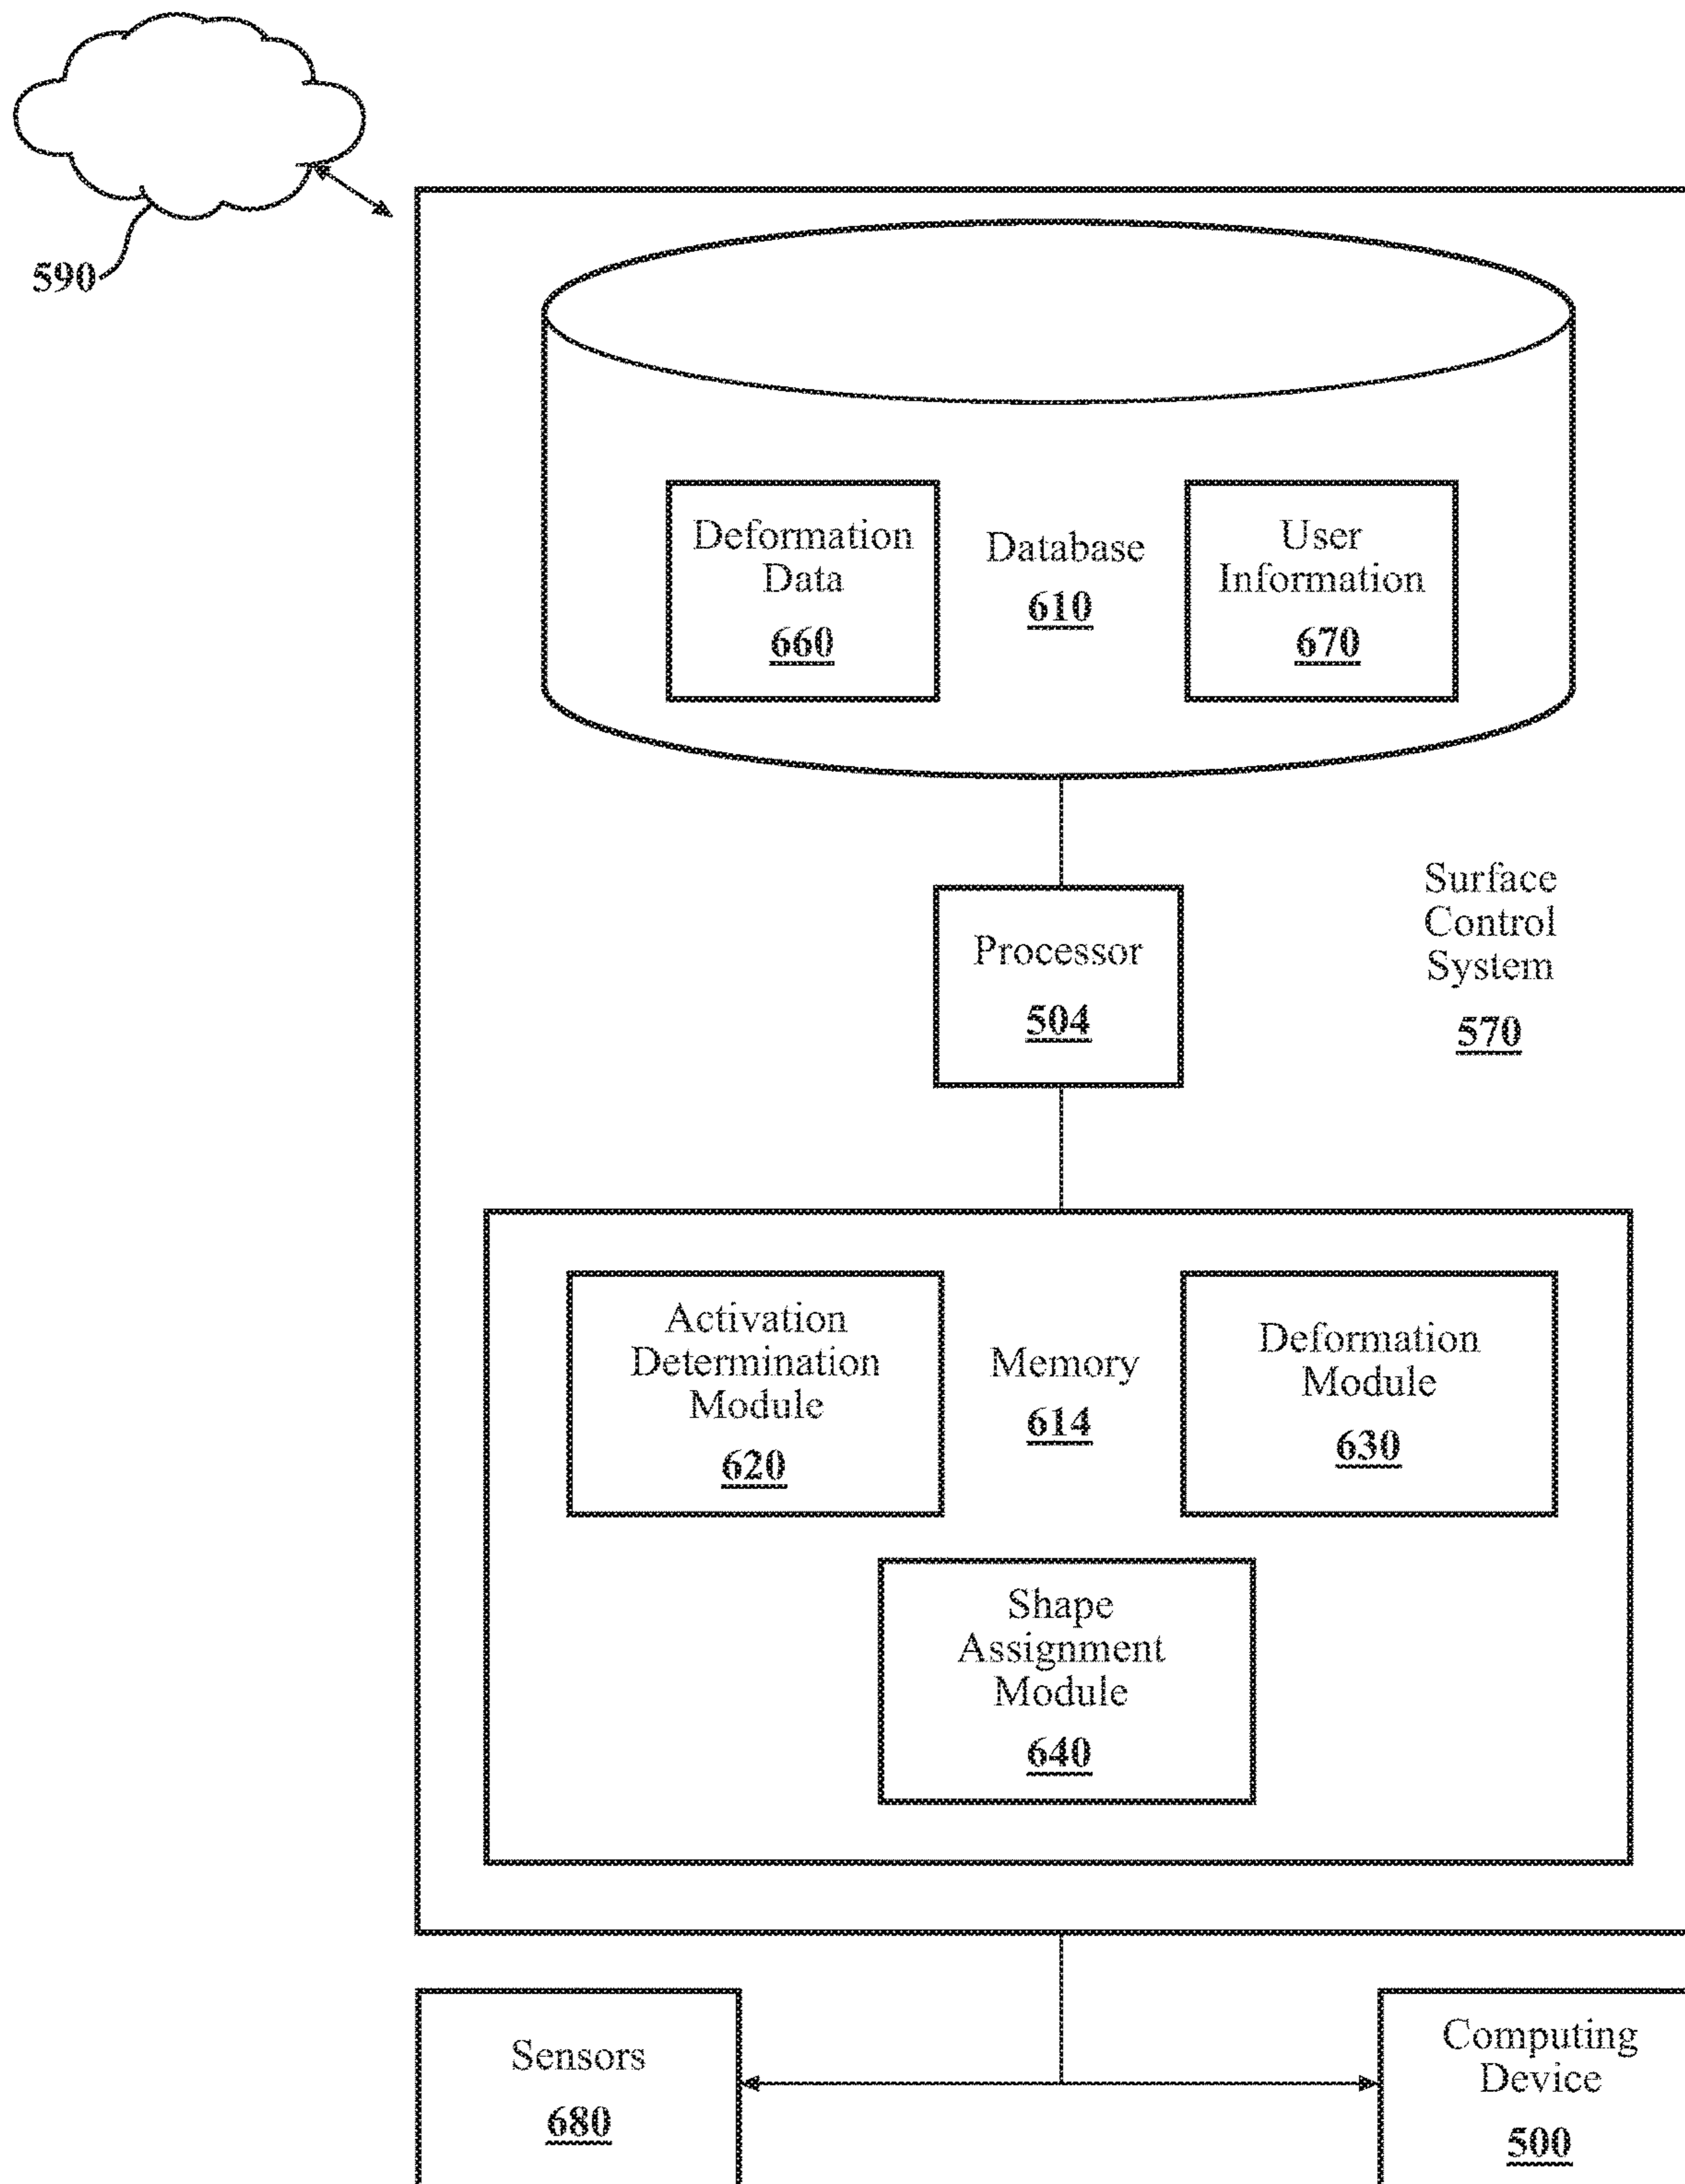 590
Deformation
Data
660
Database
610
User
Information
670
Processor
504
Surface
Control
System
570
Activation
Determination
Module
620
Memory
614
Deformation
Module
630
Shape
Assignment
Module
640
Sensors
680
Computing
Device
500